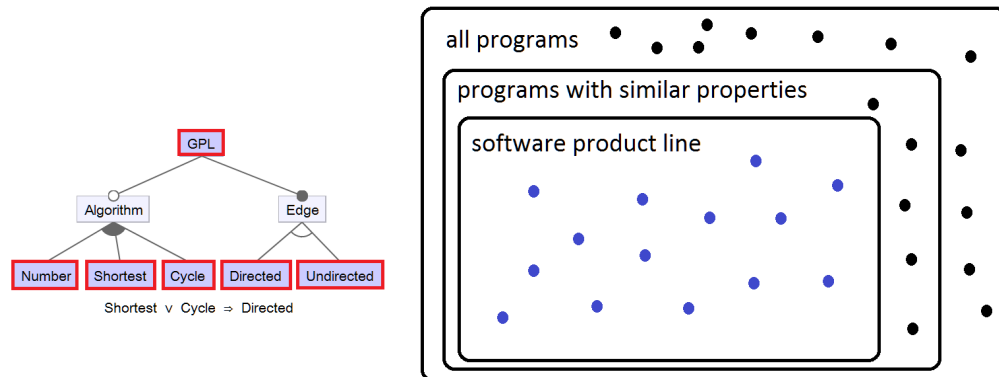 GPL
Algorithm
Edge
Number
Shortest
Cycle
Directed
Undirected
Shortest ∨ Cycle ⇒ Directed
all programs
programs with similar properties
software product line